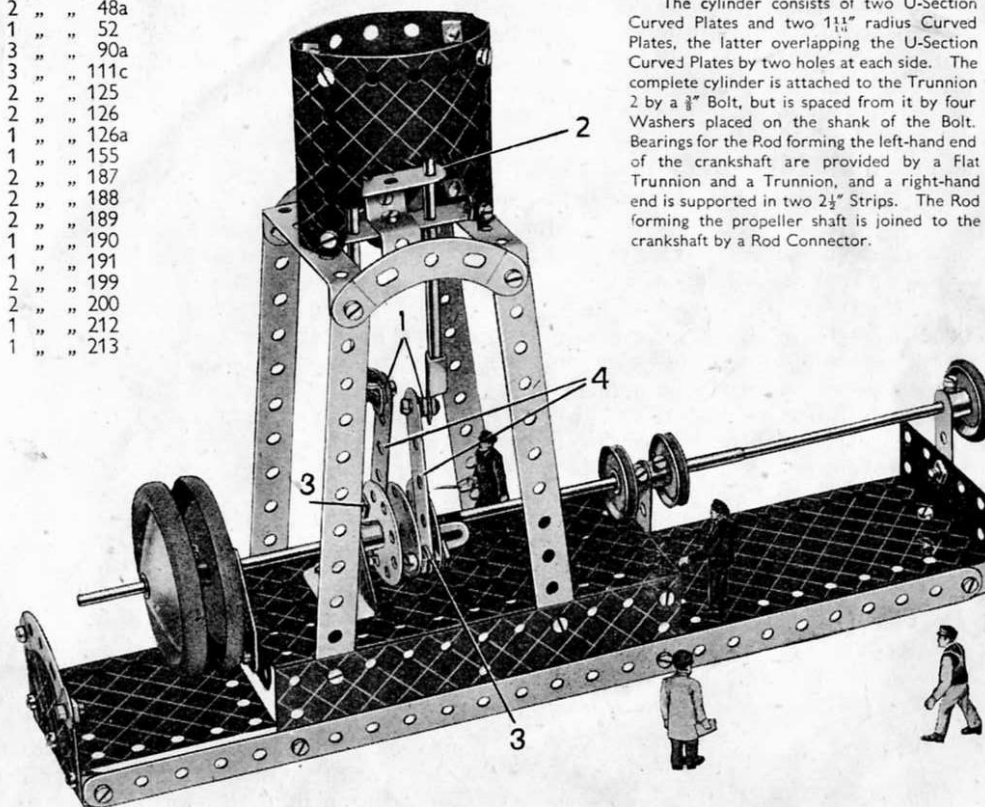 2 „ „ 48a
1 „ „ 52
3 „ „ 90a
3 „ „ 111c
2 „ „ 125
2 „ „ 126
1 „ „ 126a
1 „ „ 155
2 „ „ 187
2 „ „ 188
2 „ „ 189
1 „ „ 190
1 „ „ 191
2 „ „ 199
2 „ „ 200
1 „ „ 212
1 „ „ 213
The cylinder consists of two U-Section
Curved Plates and two 1 11/16″ radius Curved
Plates, the latter overlapping the U-Section
Curved Plates by two holes at each side. The
complete cylinder is attached to the Trunnion
2 by a ⅜″ Bolt, but is spaced from it by four
Washers placed on the shank of the Bolt.
Bearings for the Rod forming the left-hand end
of the crankshaft are provided by a Flat
Trunnion and a Trunnion, and a right-hand
end is supported in two 2½″ Strips. The Rod
forming the propeller shaft is joined to the
crankshaft by a Rod Connector.
2
1
4
3
3